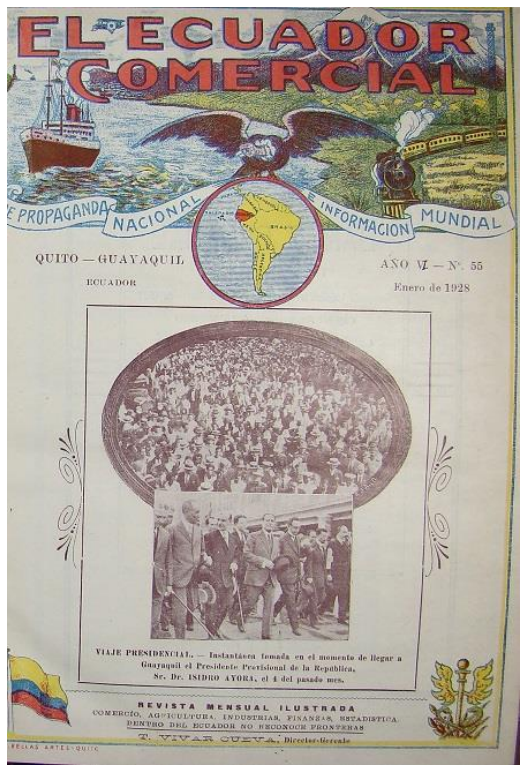 EL ECUADOR
COMERCIAL
DE PROPAGANDA NACIONAL E INFORMACION MUNDIAL
BRASIL
QUITO — GUAYAQUIL
ECUADOR
AÑO VI — Nº. 55
Enero de 1928
VIAJE PRESIDENCIAL. — Instantánea tomada en el momento de llegar a
Guayaquil el Presidente Provisional de la República,
Sr. Dr. ISIDRO AYORA, el 4 del pasado mes.
REVISTA MENSUAL ILUSTRADA
COMERCIO, AGRICULTURA, INDUSTRIAS, FINANZAS, ESTADISTICA
DENTRO DEL ECUADOR NO RECONOCE FRONTERAS
T. VIVAR CUEVA, Director-Gerente
BELLAS ARTES-QUITO